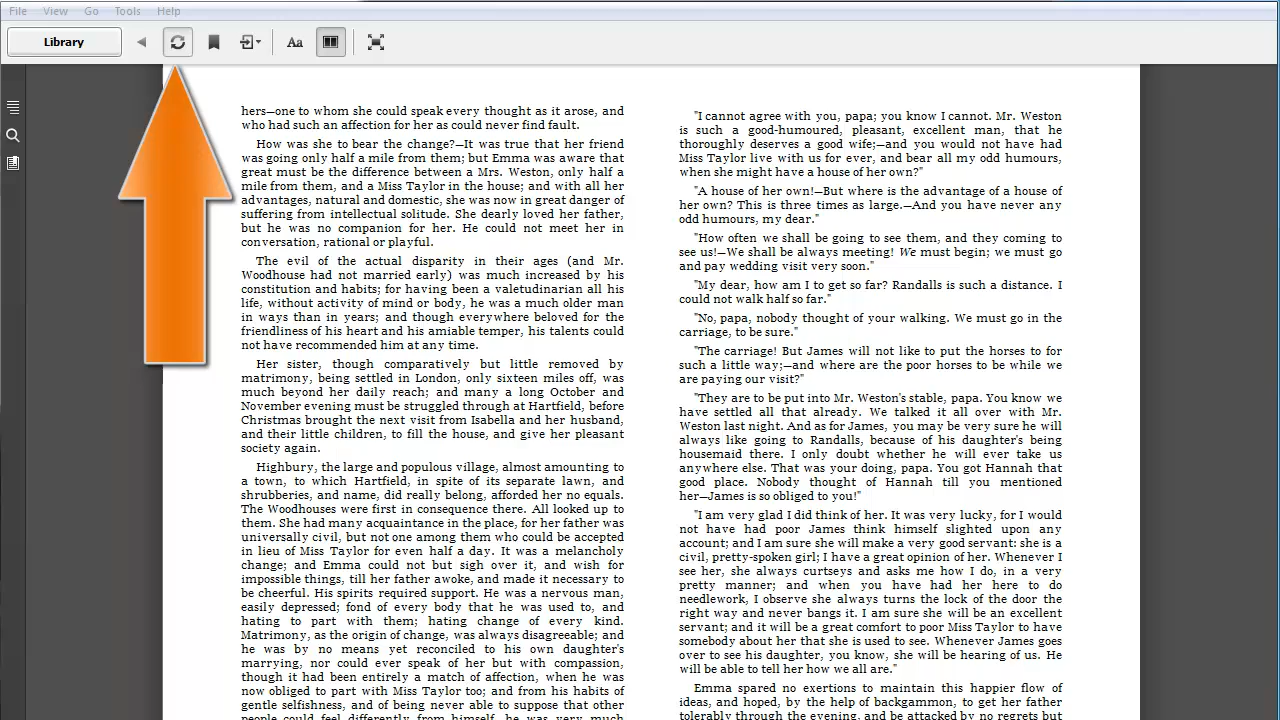 File View Go Tools Help
Library
Aa
hers—one to whom she could speak every thought as it arose, and
who had such an affection for her as could never find fault.
How was she to bear the change?—It was true that her friend
was going only half a mile from them; but Emma was aware that
great must be the difference between a Mrs. Weston, only half a
mile from them, and a Miss Taylor in the house; and with all her
advantages, natural and domestic, she was now in great danger of
suffering from intellectual solitude. She dearly loved her father,
but he was no companion for her. He could not meet her in
conversation, rational or playful.
The evil of the actual disparity in their ages (and Mr.
Woodhouse had not married early) was much increased by his
constitution and habits; for having been a valetudinarian all his
life, without activity of mind or body, he was a much older man
in ways than in years; and though everywhere beloved for the
friendliness of his heart and his amiable temper, his talents could
not have recommended him at any time.
Her sister, though comparatively but little removed by
matrimony, being settled in London, only sixteen miles off, was
much beyond her daily reach; and many a long October and
November evening must be struggled through at Hartfield, before
Christmas brought the next visit from Isabella and her husband,
and their little children, to fill the house, and give her pleasant
society again.
Highbury, the large and populous village, almost amounting to
a town, to which Hartfield, in spite of its separate lawn, and
shrubberies, and name, did really belong, afforded her no equals.
The Woodhouses were first in consequence there. All looked up to
them. She had many acquaintance in the place, for her father was
universally civil, but not one among them who could be accepted
in lieu of Miss Taylor for even half a day. It was a melancholy
change; and Emma could not but sigh over it, and wish for
impossible things, till her father awoke, and made it necessary to
be cheerful. His spirits required support. He was a nervous man,
easily depressed; fond of every body that he was used to, and
hating to part with them; hating change of every kind.
Matrimony, as the origin of change, was always disagreeable; and
he was by no means yet reconciled to his own daughter's
marrying, nor could ever speak of her but with compassion,
though it had been entirely a match of affection, when he was
now obliged to part with Miss Taylor too; and from his habits of
gentle selfishness, and of being never able to suppose that other
people could feel differently from himself, he was very much
"I cannot agree with you, papa; you know I cannot. Mr. Weston
is such a good-humoured, pleasant, excellent man, that he
thoroughly deserves a good wife;—and you would not have had
Miss Taylor live with us for ever, and bear all my odd humours,
when she might have a house of her own?"
"A house of her own!—But where is the advantage of a house of
her own? This is three times as large.—And you have never any
odd humours, my dear."
"How often we shall be going to see them, and they coming to
see us!—We shall be always meeting! We must begin; we must go
and pay wedding visit very soon."
"My dear, how am I to get so far? Randalls is such a distance. I
could not walk half so far."
"No, papa, nobody thought of your walking. We must go in the
carriage, to be sure."
"The carriage! But James will not like to put the horses to for
such a little way;—and where are the poor horses to be while we
are paying our visit?"
"They are to be put into Mr. Weston's stable, papa. You know we
have settled all that already. We talked it all over with Mr.
Weston last night. And as for James, you may be very sure he will
always like going to Randalls, because of his daughter's being
housemaid there. I only doubt whether he will ever take us
anywhere else. That was your doing, papa. You got Hannah that
good place. Nobody thought of Hannah till you mentioned
her—James is so obliged to you!"
"I am very glad I did think of her. It was very lucky, for I would
not have had poor James think himself slighted upon any
account; and I am sure she will make a very good servant: she is a
civil, pretty-spoken girl; I have a great opinion of her. Whenever I
see her, she always curtseys and asks me how I do, in a very
pretty manner; and when you have had her here to do
needlework, I observe she always turns the lock of the door the
right way and never bangs it. I am sure she will be an excellent
servant; and it will be a great comfort to poor Miss Taylor to have
somebody about her that she is used to see. Whenever James goes
over to see his daughter, you know, she will be hearing of us. He
will be able to tell her how we all are."
Emma spared no exertions to maintain this happier flow of
ideas, and hoped, by the help of backgammon, to get her father
tolerably through the evening, and be attacked by no regrets but